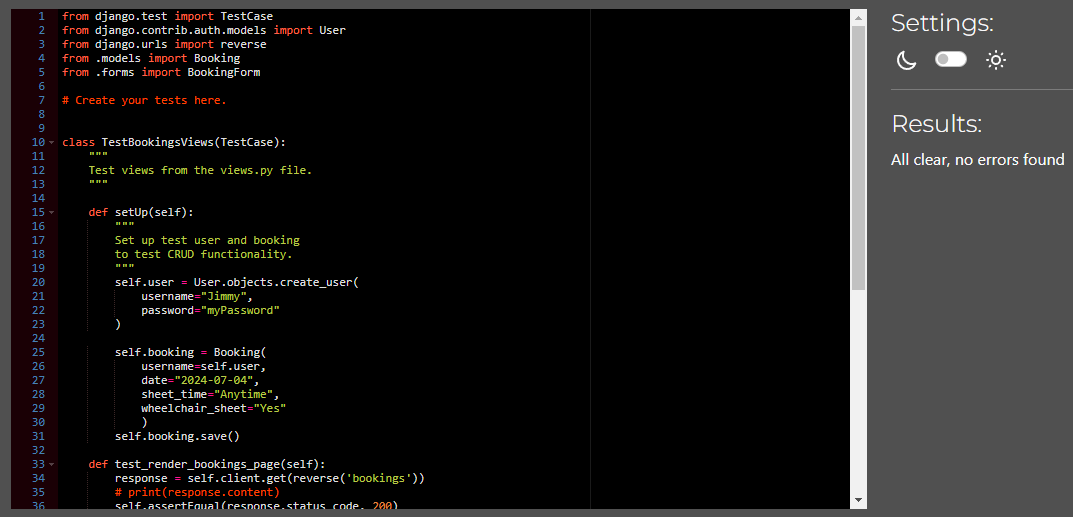 1 from django.test import TestCase
2 from django.contrib.auth.models import User
3 from django.urls import reverse
4 from .models import Booking
5 from .forms import BookingForm
6
7 # Create your tests here.
8
9
10 class TestBookingsViews(TestCase):
11     """
12     Test views from the views.py file.
13     """
14
15     def setUp(self):
16         """
17         Set up test user and booking
18         to test CRUD functionality.
19         """
20         self.user = User.objects.create_user(
21             username="Jimmy",
22             password="myPassword"
23         )
24
25         self.booking = Booking(
26             username=self.user,
27             date="2024-07-04",
28             sheet_time="Anytime",
29             wheelchair_sheet="Yes"
30             )
31         self.booking.save()
32
33     def test_render_bookings_page(self):
34         response = self.client.get(reverse('bookings'))
35         # print(response.content)
36         self.assertEqual(response.status_code, 200)
Settings:
Results:
All clear, no errors found